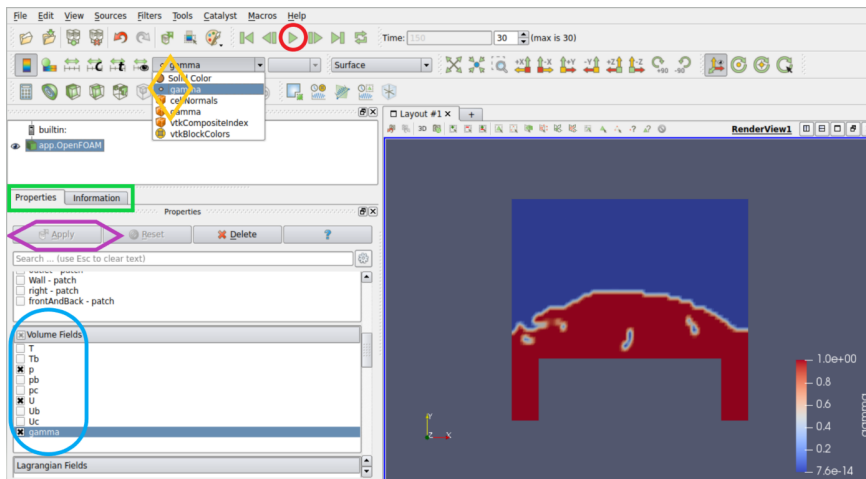 File Edit View Sources Filters Tools Catalyst Macros Help
Time: 150 30 (max is 30)
gamma Surface
Solid Color
gamma
cellNormals
gamma
vtkCompositeIndex
vtkBlockColors
Layout #1 +
builtin:
app.OpenFOAM
3D RenderView1
Properties Information
Properties
Apply Reset Delete ?
Search ... (use Esc to clear text)
Wall - patch
right - patch
frontAndBack - patch
Volume Fields
T
Tb
p
pb
pc
U
Ub
Uc
gamma
Lagrangian Fields
1.0e+00
0.8
0.6
0.4
0.2
7.6e-14
gamma
Y
Z X